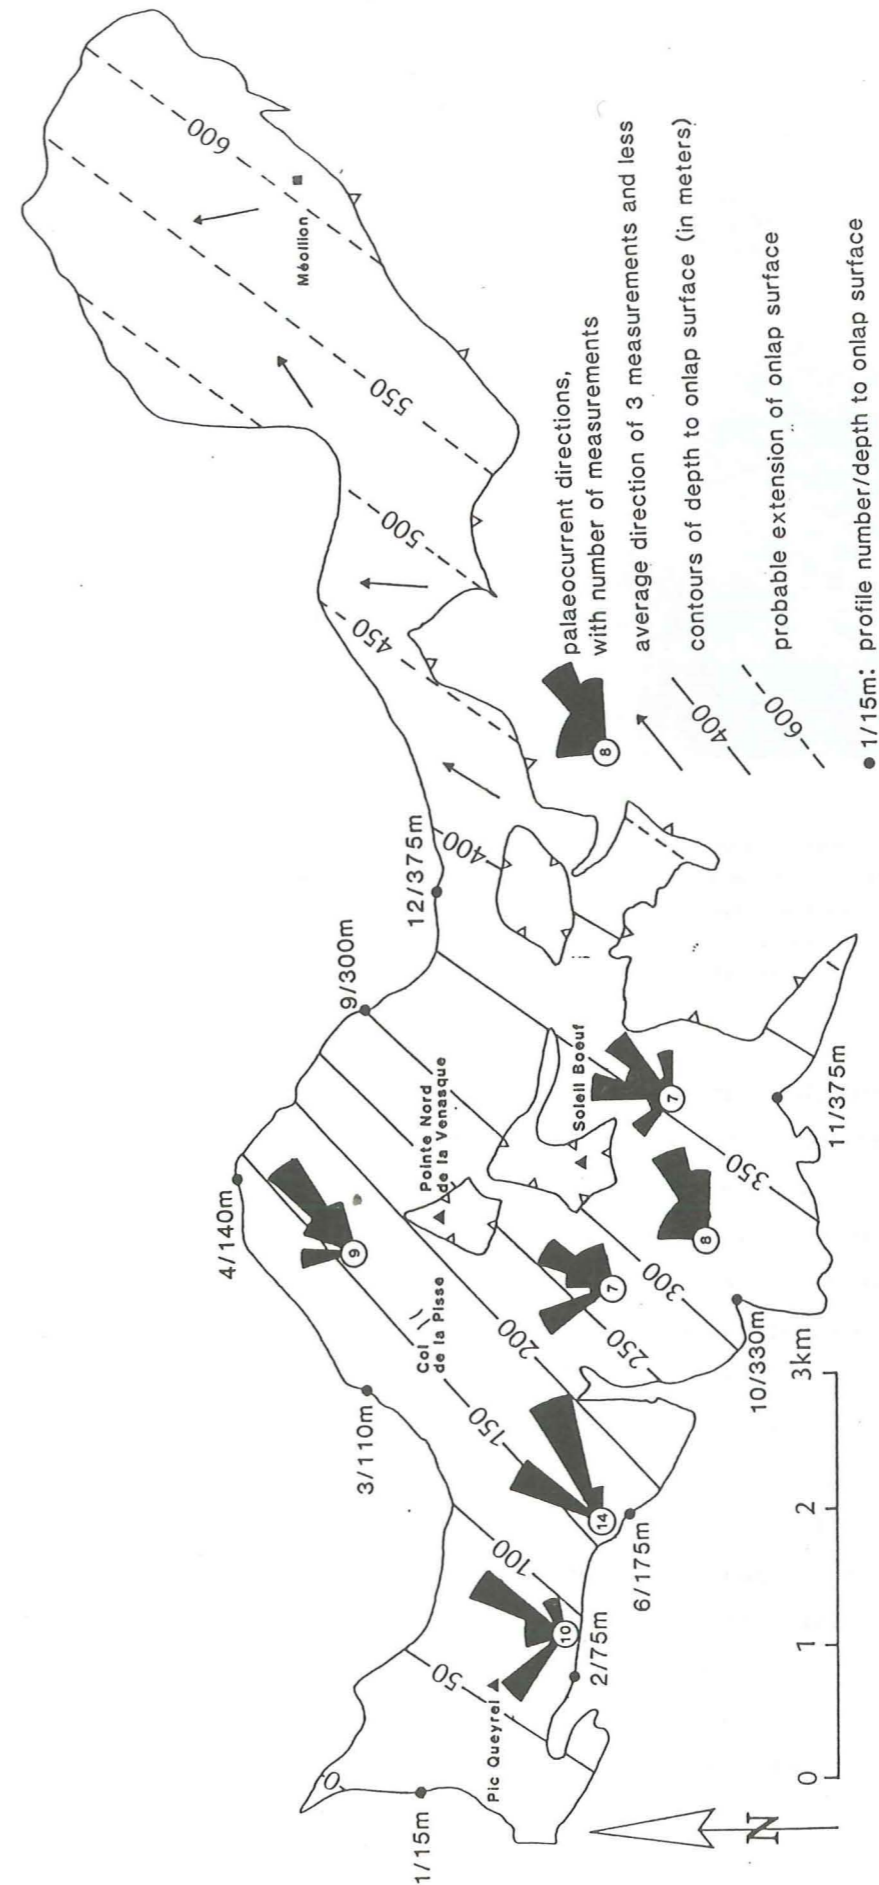 600
Méollion
550
500
450
400
12/375m
9/300m
4/140m
Pointe Nord
de la Venasque
Soleil Boeuf
7
9
8
7
350
11/375m
Col
de la Pisse
3/110m
200
300
250
10/330m
150
14
6/175m
100
10
2/75m
50
Pic Queyrel
0
1/15m
N
0 1 2 3km
8
palaeocurrent directions,
with number of measurements
average direction of 3 measurements and less
400
contours of depth to onlap surface (in meters)
600
probable extension of onlap surface
1/15m: profile number/depth to onlap surface